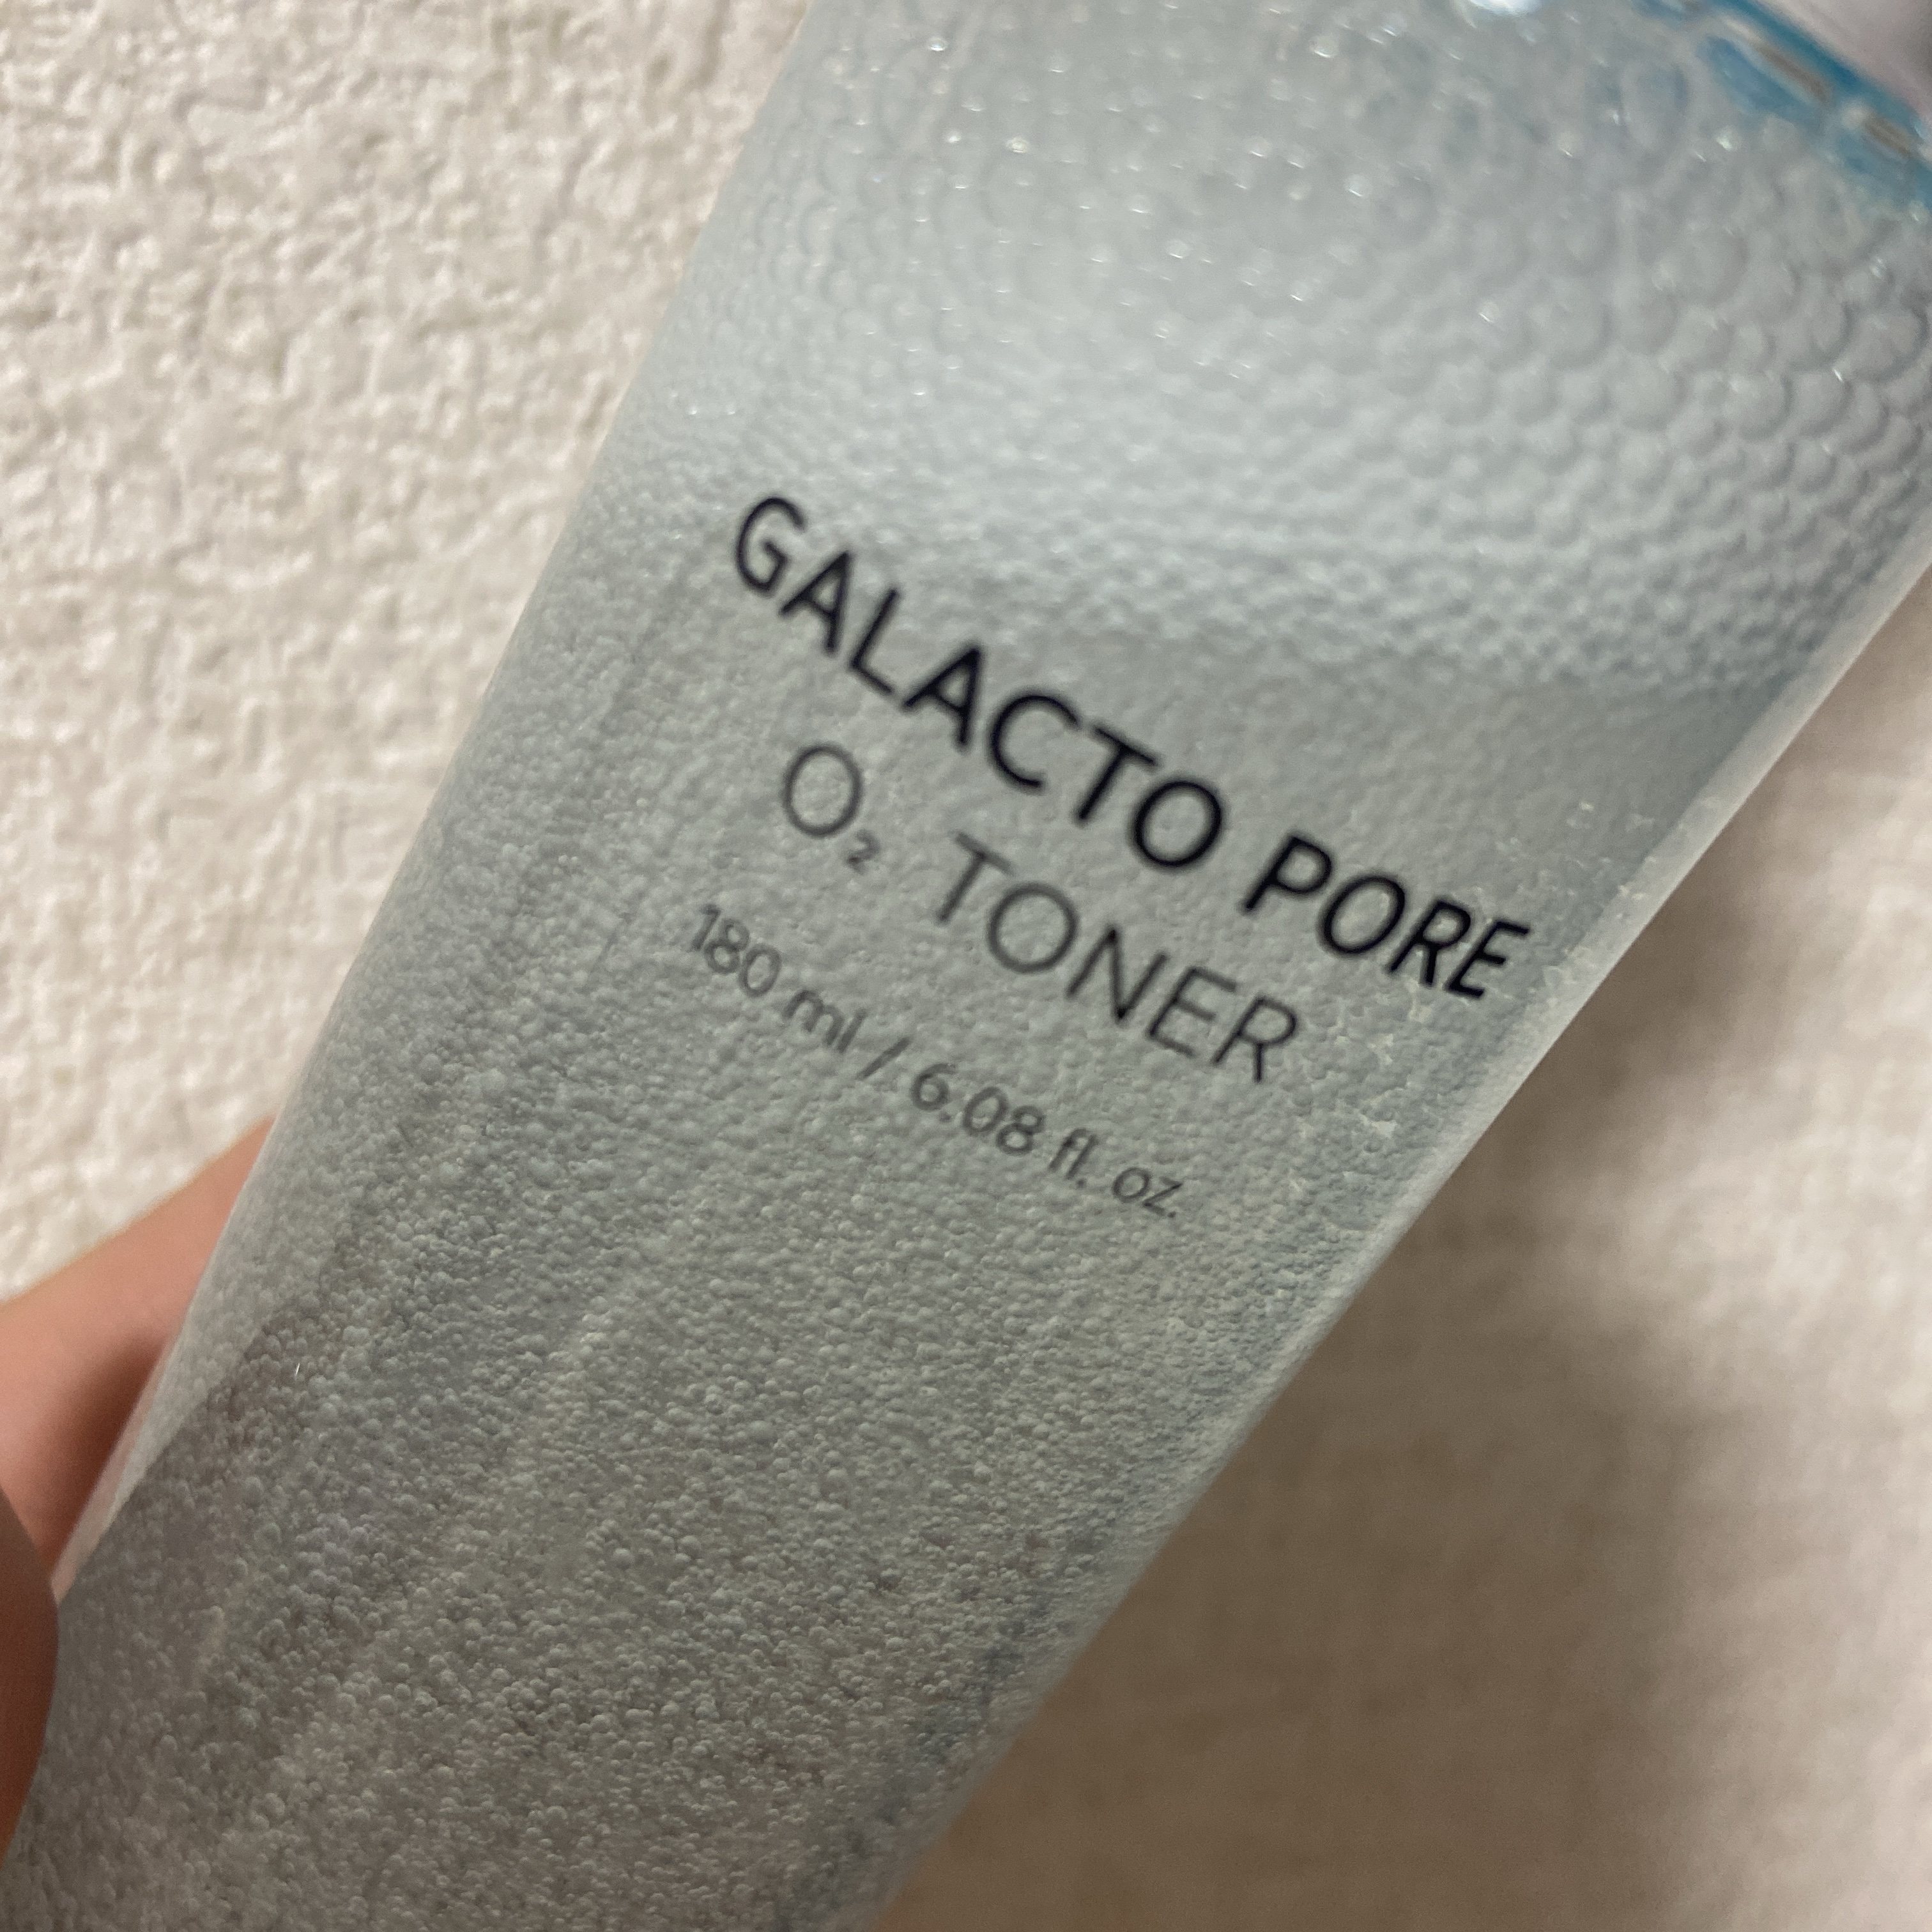 GALACTO PORE
O₂ TONER
180 ml / 6.08 fl. oz.